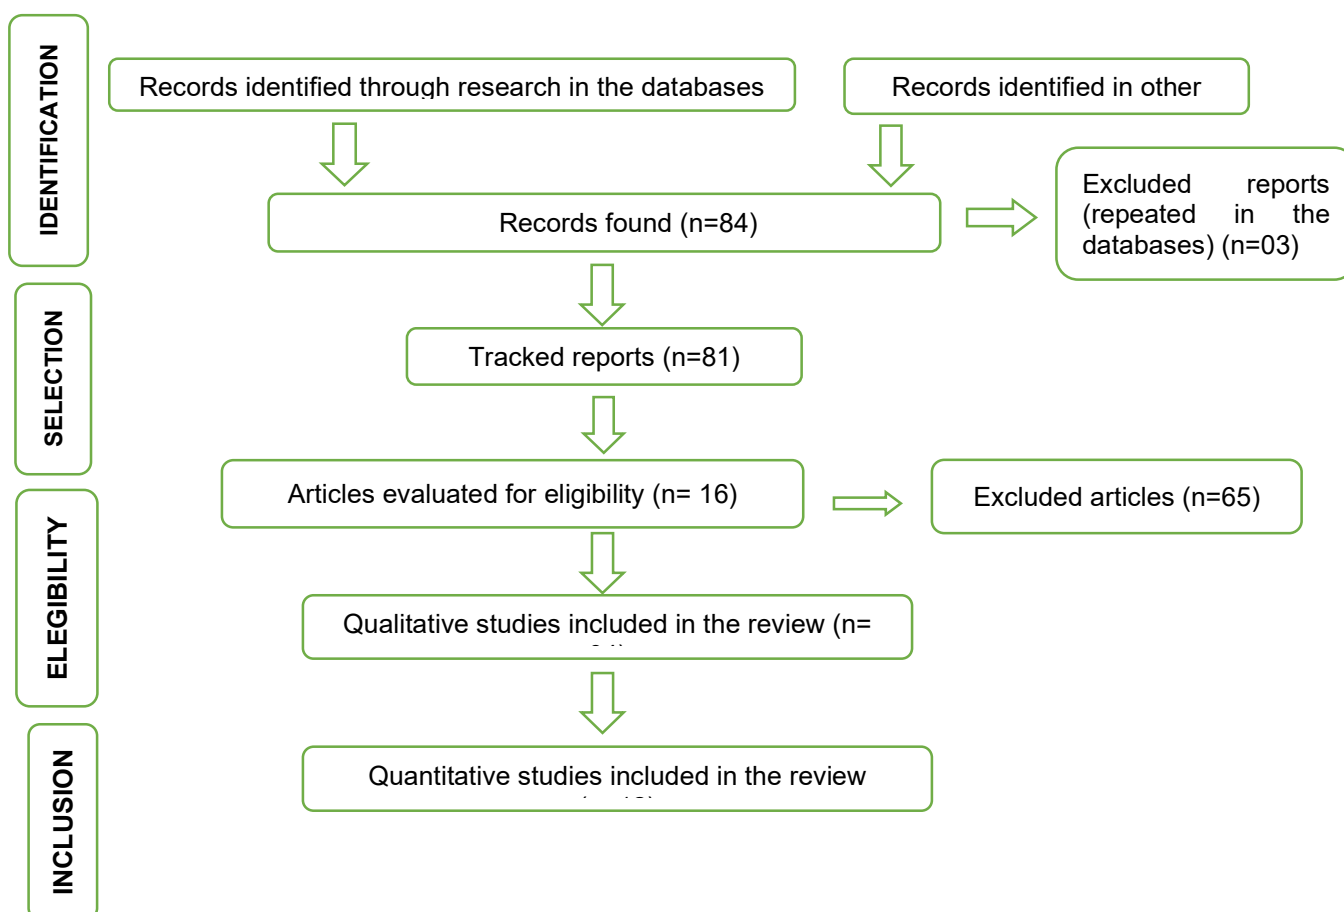 IDENTIFICATION
Records identified through research in the databases
Records identified in other
Records found (n=84)
Excluded reports
(repeated in the
databases) (n=03)
SELECTION
Tracked reports (n=81)
Articles evaluated for eligibility (n= 16)
Excluded articles (n=65)
ELEGIBILITY
Qualitative studies included in the review (n=
INCLUSION
Quantitative studies included in the review